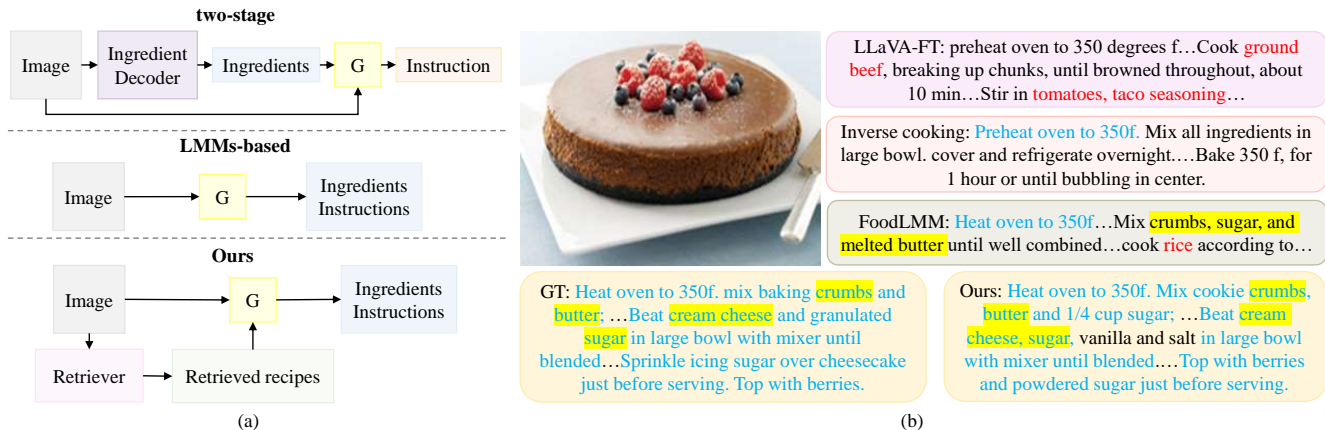 two-stage
Image
Ingredient
Decoder
Ingredients
G
Instruction
LMMs-based
Image
G
Ingredients
Instructions
Ours
Image
G
Ingredients
Instructions
Retriever
Retrieved recipes
(a)
LLaVA-FT: preheat oven to 350 degrees f…Cook ground
beef, breaking up chunks, until browned throughout, about
10 min…Stir in tomatoes, taco seasoning…
Inverse cooking: Preheat oven to 350f. Mix all ingredients in
large bowl. cover and refrigerate overnight.…Bake 350 f, for
1 hour or until bubbling in center.
FoodLMM: Heat oven to 350f…Mix crumbs, sugar, and
melted butter until well combined…cook rice according to…
GT: Heat oven to 350f. mix baking crumbs and
butter; …Beat cream cheese and granulated
sugar in large bowl with mixer until
blended…Sprinkle icing sugar over cheesecake
just before serving. Top with berries.
Ours: Heat oven to 350f. Mix cookie crumbs,
butter and 1/4 cup sugar; …Beat cream
cheese, sugar, vanilla and salt in large bowl
with mixer until blended.…Top with berries
and powdered sugar just before serving.
(b)